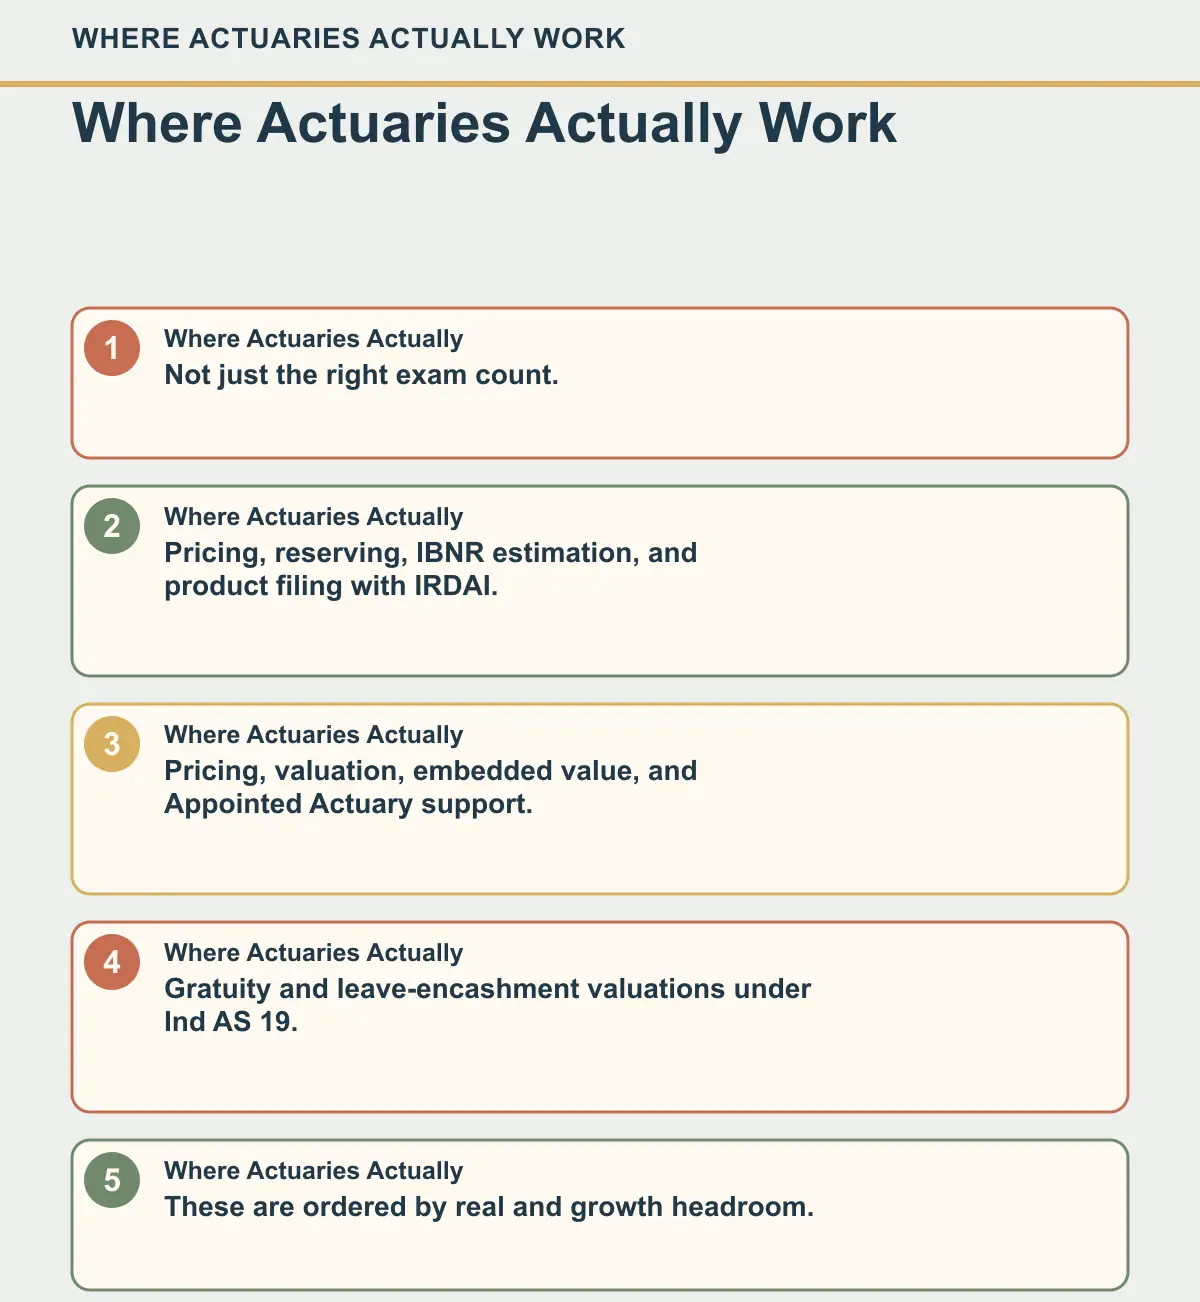 WHERE ACTUARIES ACTUALLY WORK
Where Actuaries Actually Work
1
Where Actuaries Actually
Not just the right exam count.
2
Where Actuaries Actually
Pricing, reserving, IBNR estimation, and
product filing with IRDAI.
3
Where Actuaries Actually
Pricing, valuation, embedded value, and
Appointed Actuary support.
4
Where Actuaries Actually
Gratuity and leave-encashment valuations under
Ind AS 19.
5
Where Actuaries Actually
These are ordered by real and growth headroom.